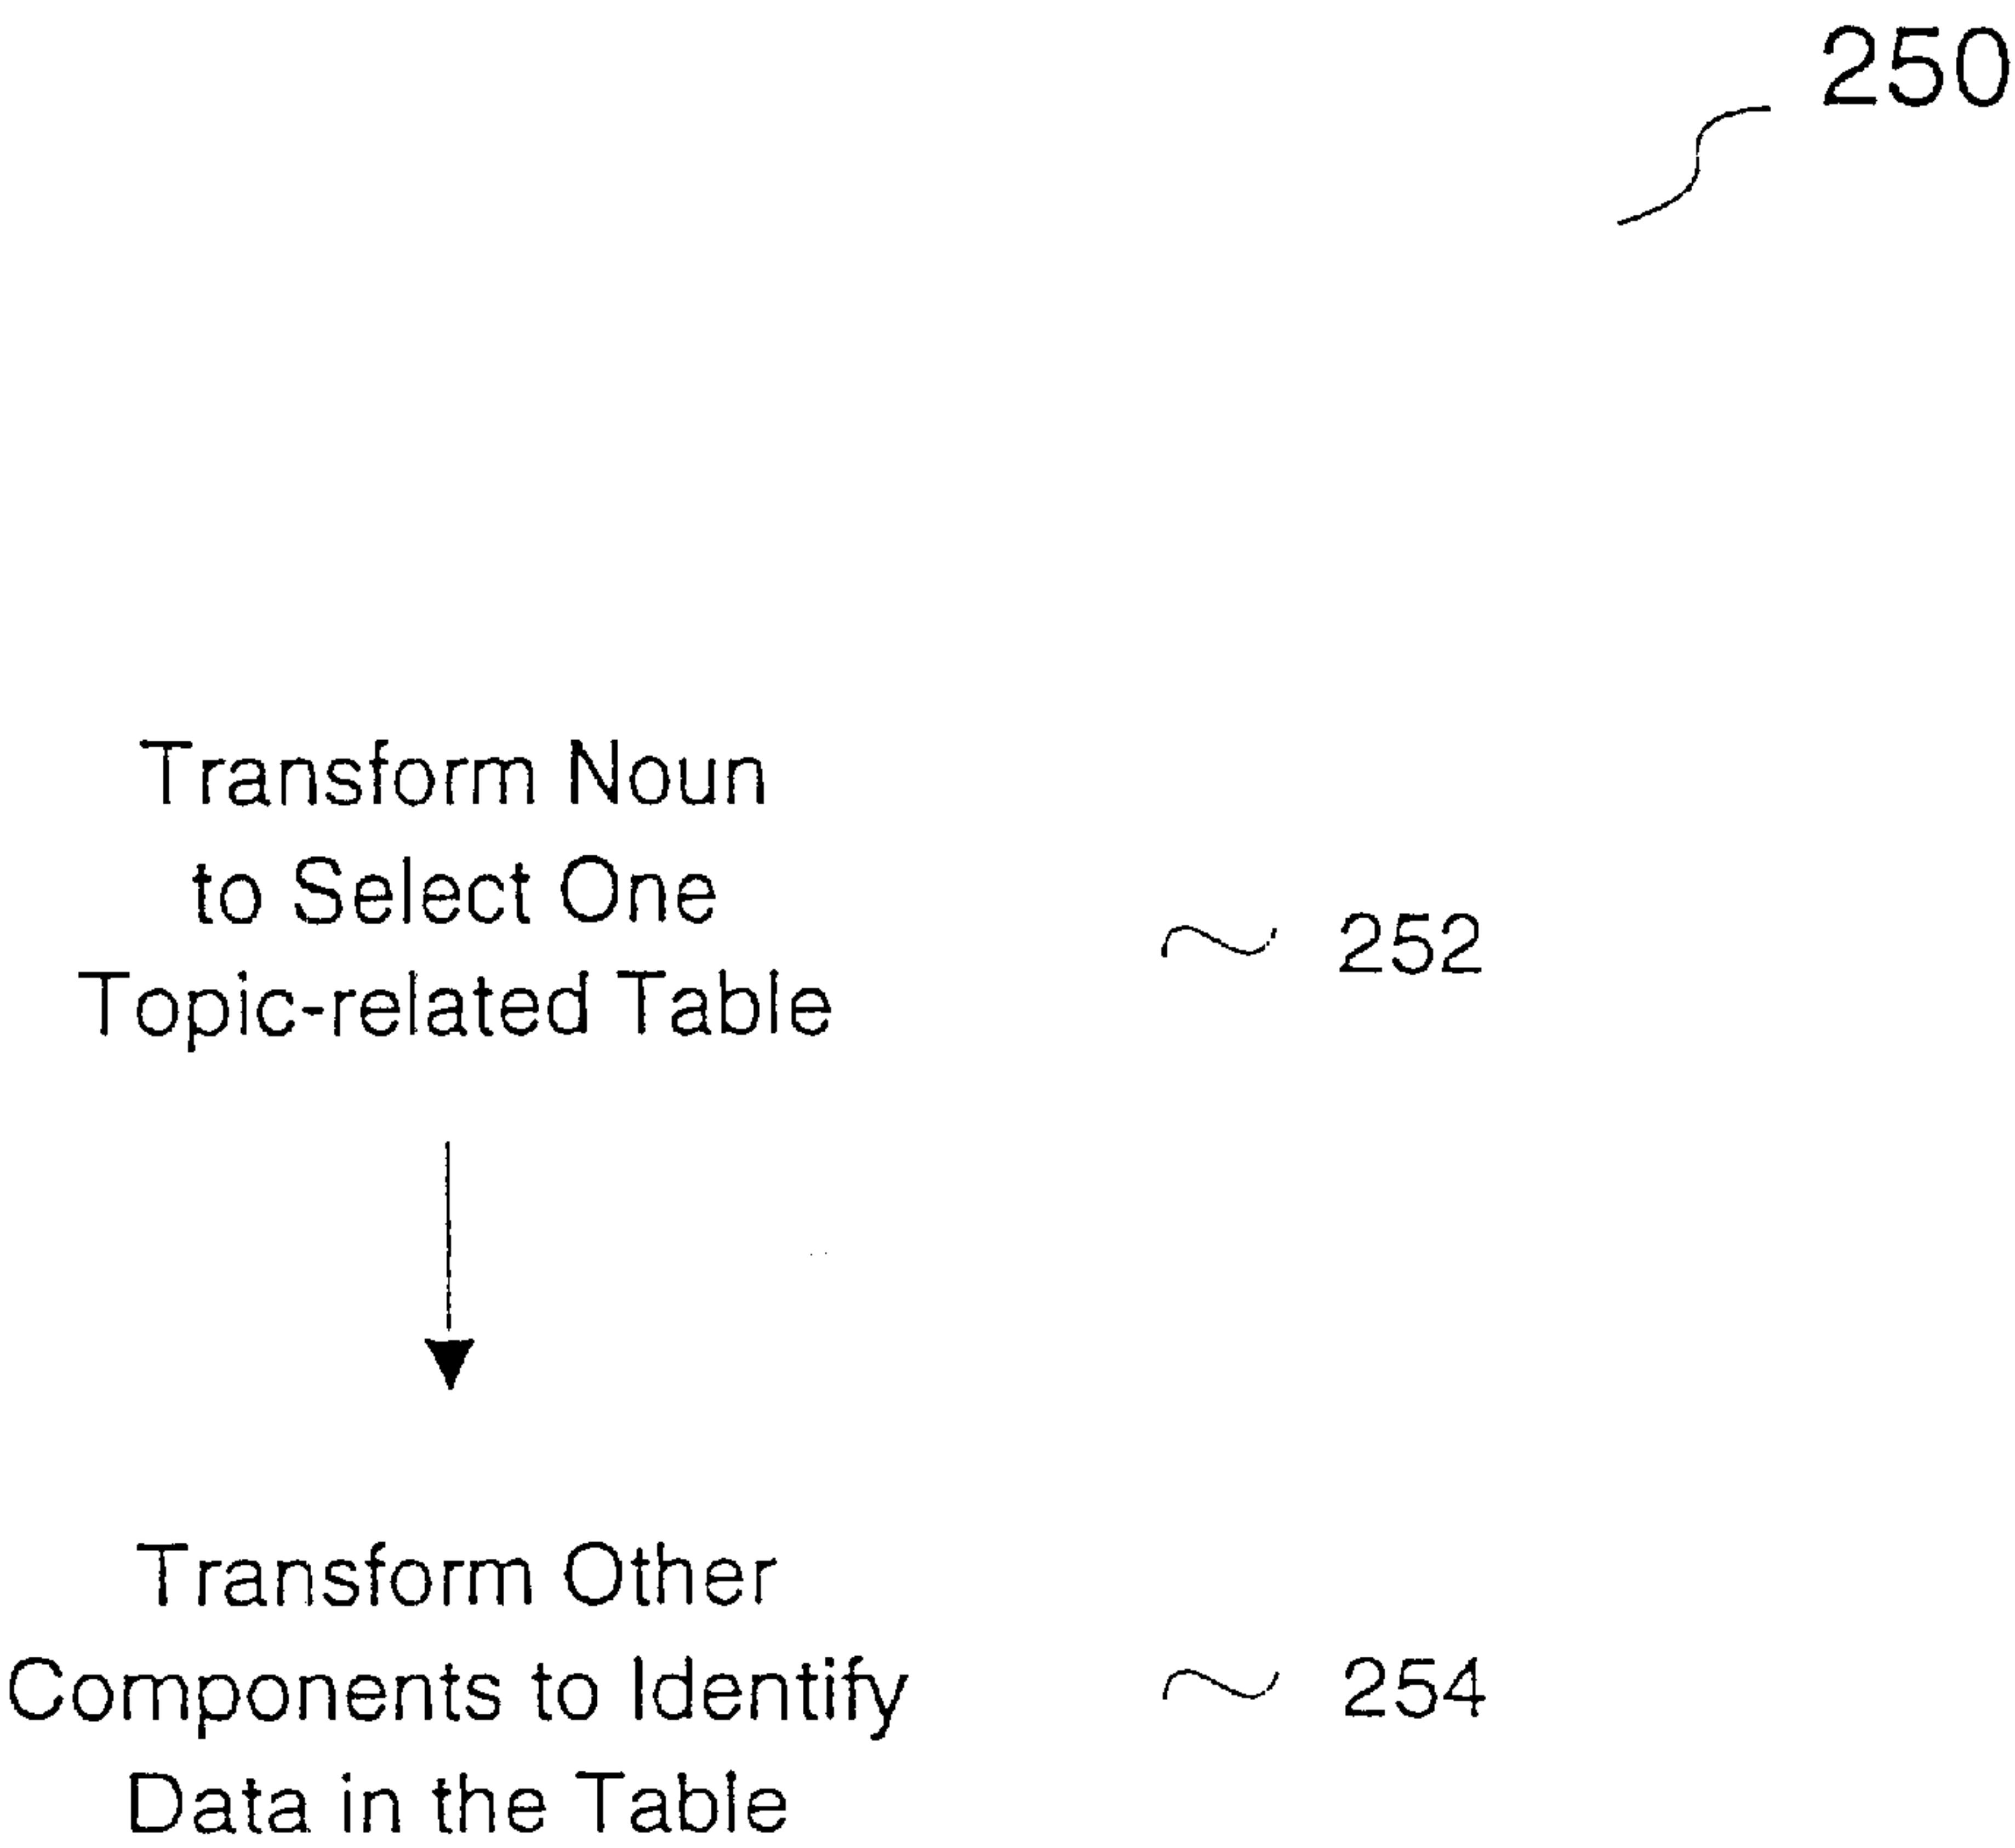 250
Transform Noun
to Select One
Topic-related Table
252
Transform Other
Components to Identify
Data in the Table
254